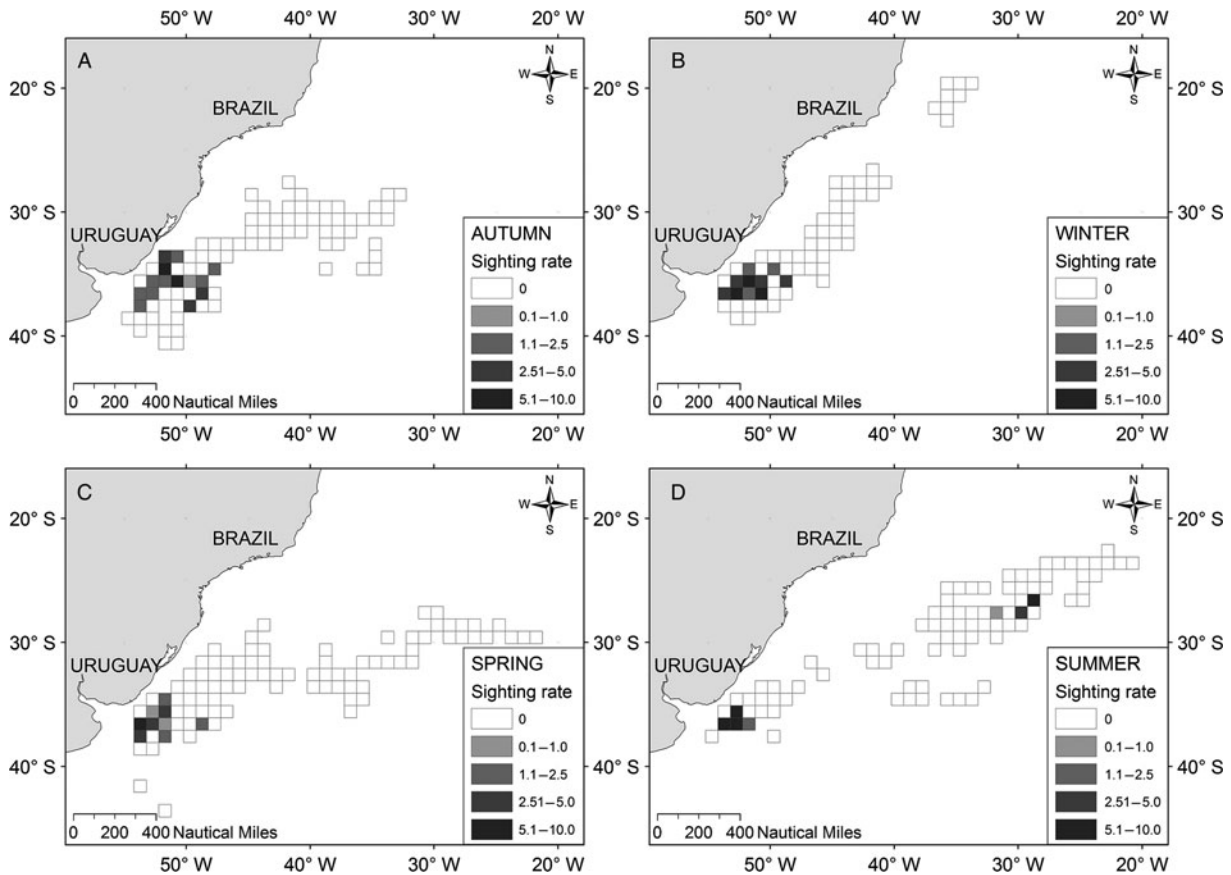 50° W 40° W 30° W 20° W 50° W 40° W 30° W 20° W
A
N
W E
S
20° S
BRAZIL
30° S
URUGUAY
40° S
AUTUMN
Sighting rate
0
0.1–1.0
1.1–2.5
2.51–5.0
5.1–10.0
0 200 400 Nautical Miles
B
N
W E
S
20° S
BRAZIL
30° S
URUGUAY
40° S
WINTER
Sighting rate
0
0.1–1.0
1.1–2.5
2.51–5.0
5.1–10.0
0 200 400 Nautical Miles
50° W 40° W 30° W 20° W 50° W 40° W 30° W 20° W
C
N
W E
S
20° S
BRAZIL
30° S
URUGUAY
40° S
SPRING
Sighting rate
0
0.1–1.0
1.1–2.5
2.51–5.0
5.1–10.0
0 200 400 Nautical Miles
D
N
W E
S
20° S
BRAZIL
30° S
URUGUAY
40° S
SUMMER
Sighting rate
0
0.1–1.0
1.1–2.5
2.51–5.0
5.1–10.0
0 200 400 Nautical Miles
50° W 40° W 30° W 20° W 50° W 40° W 30° W 20° W